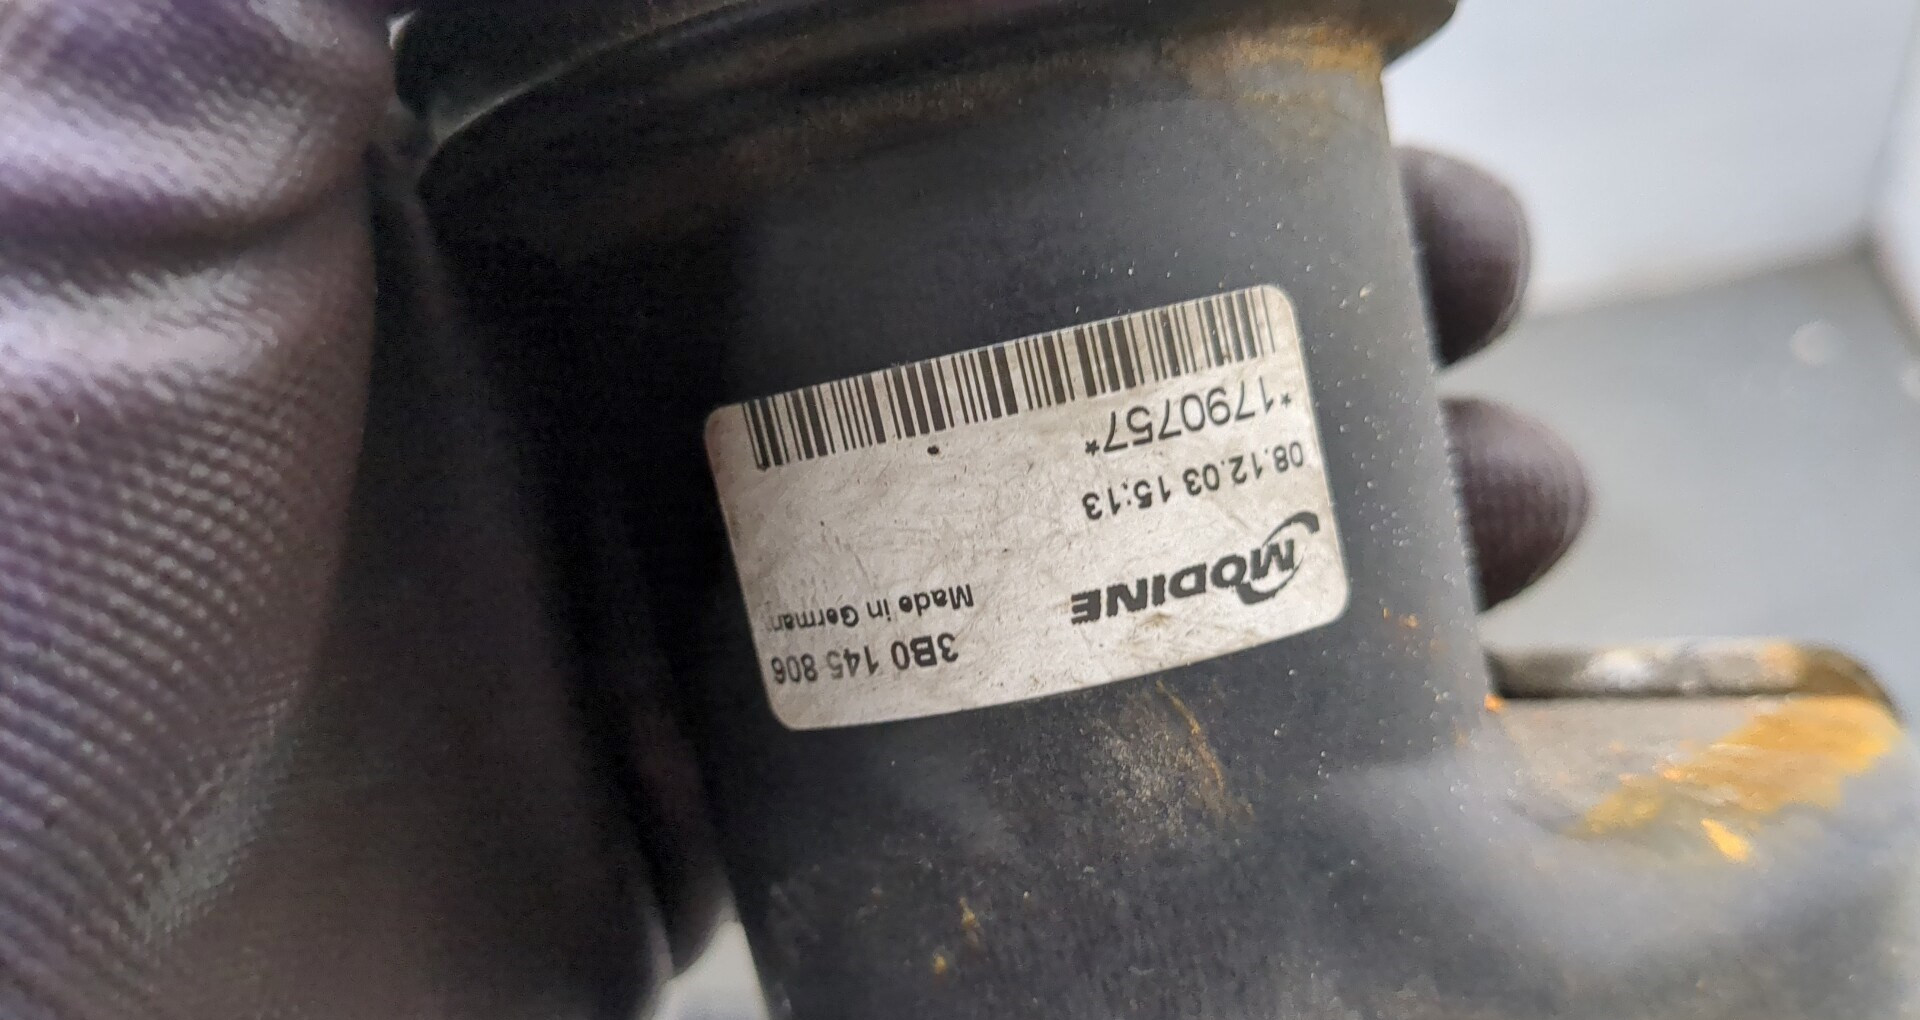 3B0 145 806
Made in German
MODINE
08.12.03 15:13
*1790757*